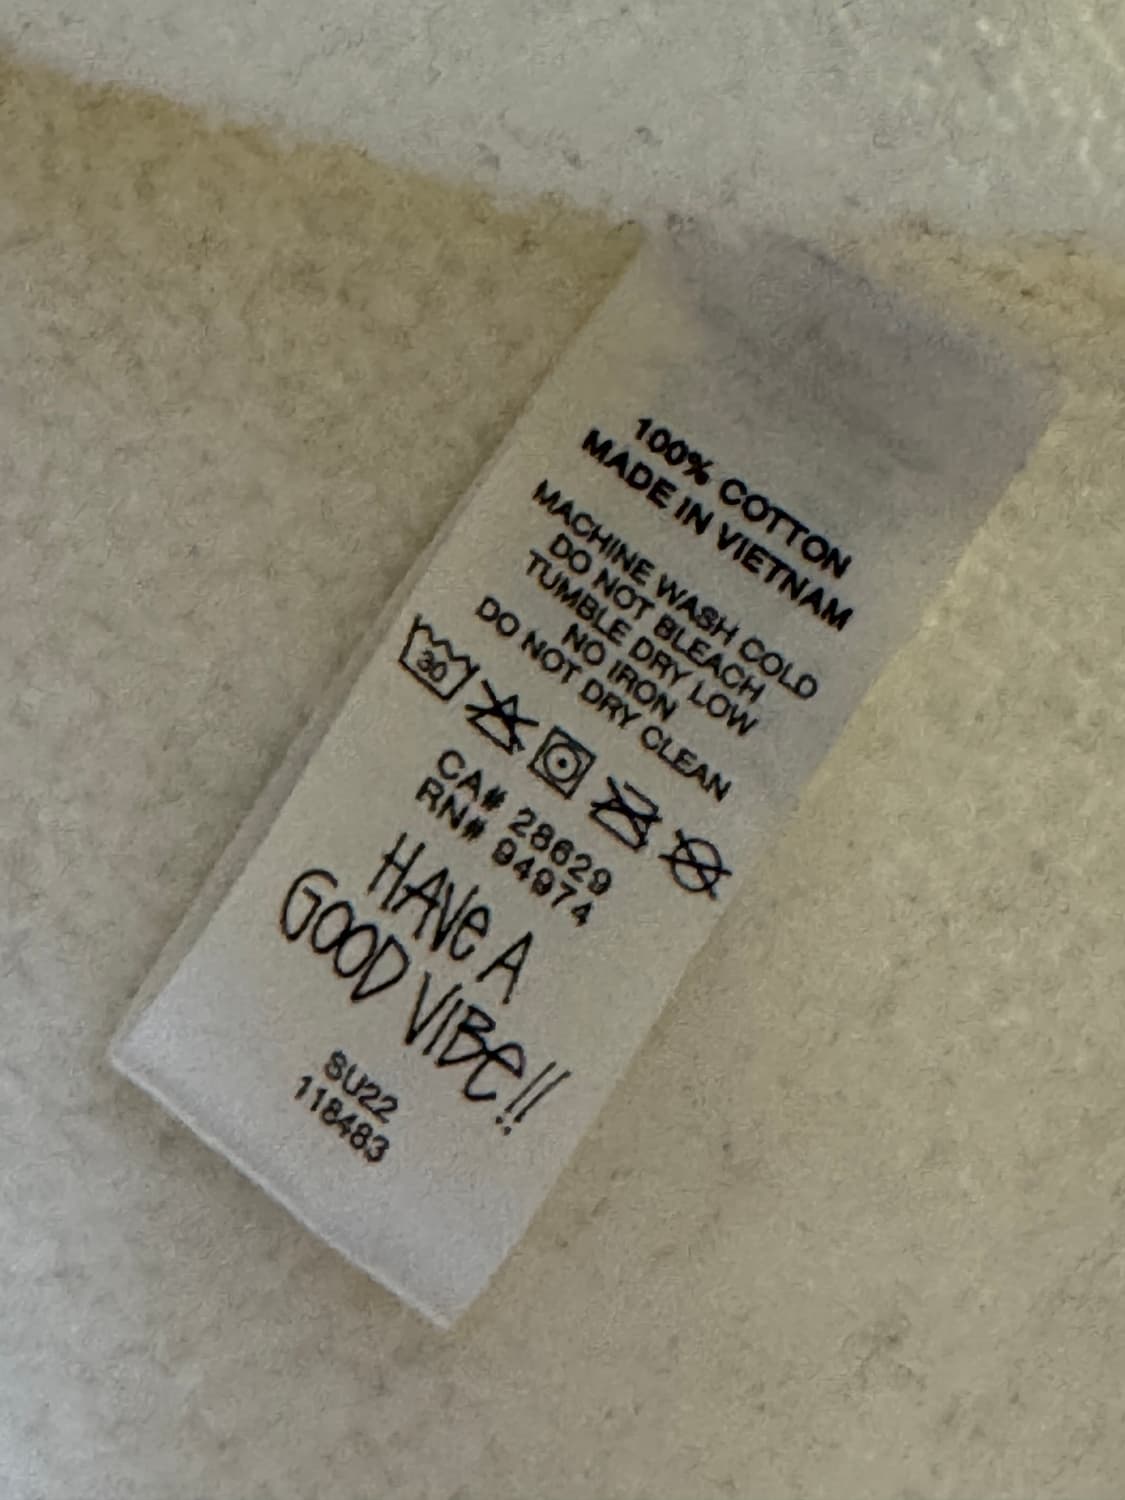 100% COTTON
MADE IN VIETNAM
MACHINE WASH COLD
DO NOT BLEACH
TUMBLE DRY LOW
NO IRON
DO NOT DRY CLEAN
30
CA# 28629
RN# 94974
HAVe A
GOOD VIBe!!
SU22
118483